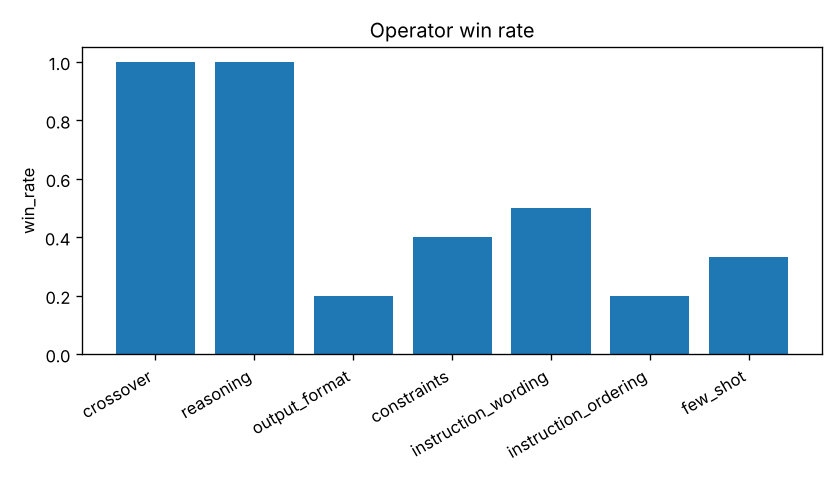 Operator win rate
win_rate
1.0
0.8
0.6
0.4
0.2
0.0
crossover
reasoning
output_format
constraints
instruction_wording
instruction_ordering
few_shot